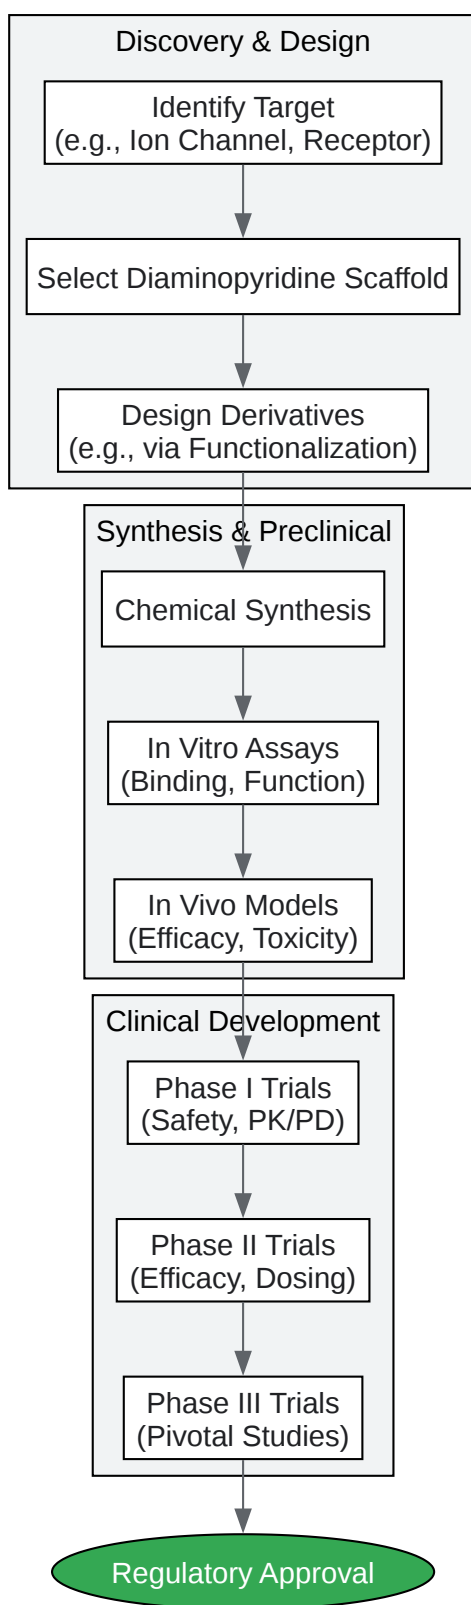 Discovery & Design
Identify Target
(e.g., Ion Channel, Receptor)
Select Diaminopyridine Scaffold
Design Derivatives
(e.g., via Functionalization)
Synthesis & Preclinical
Chemical Synthesis
In Vitro Assays
(Binding, Function)
In Vivo Models
(Efficacy, Toxicity)
Clinical Development
Phase I Trials
(Safety, PK/PD)
Phase II Trials
(Efficacy, Dosing)
Phase III Trials
(Pivotal Studies)
Regulatory Approval